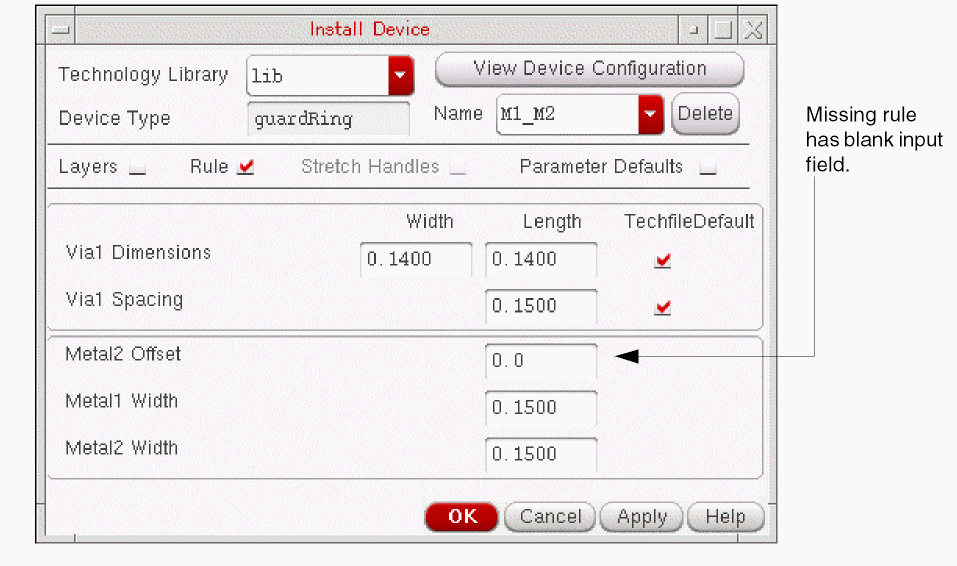 Install Device
Technology Library lib View Device Configuration
Device Type guardRing Name M1_M2 Delete
Layers Rule Stretch Handles Parameter Defaults
Width Length TechfileDefault
Via1 Dimensions 0.1400 0.1400
Via1 Spacing 0.1500
Metal2 Offset 0.0
Metal1 Width 0.1500
Metal2 Width 0.1500
OK Cancel Apply Help
Missing rule
has blank input
field.